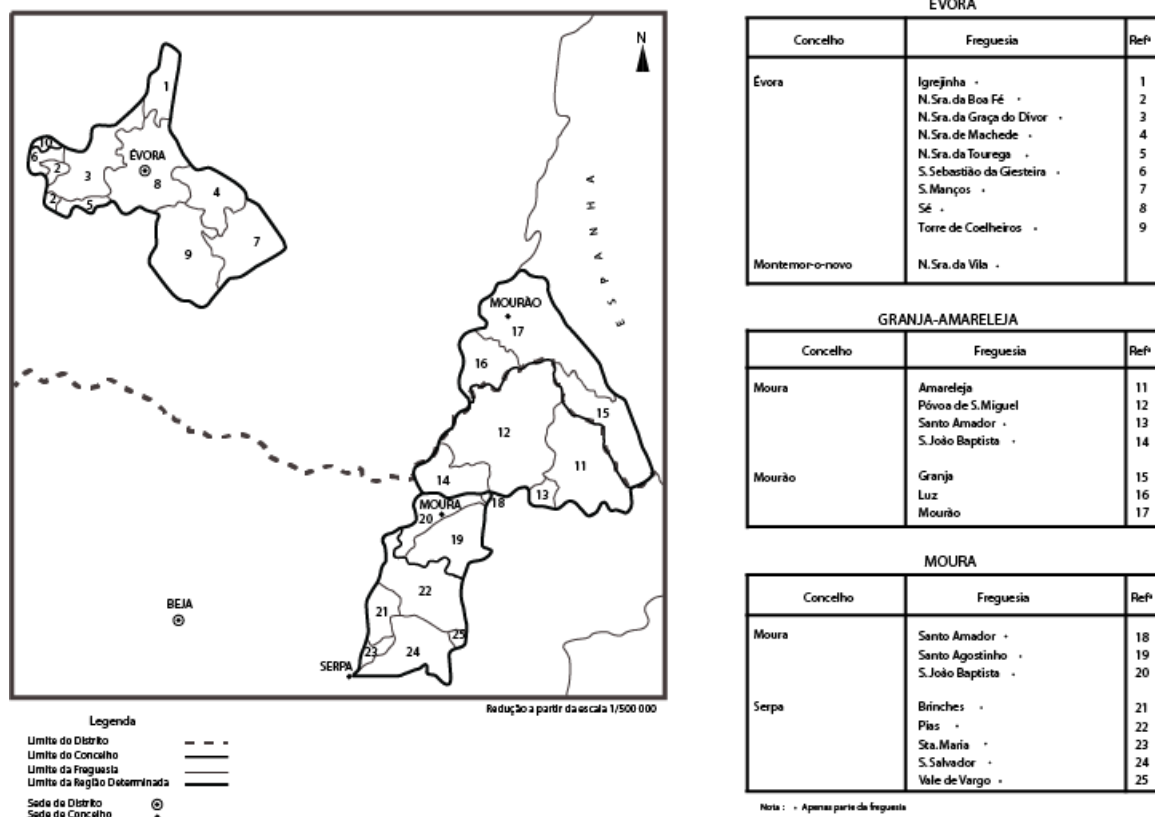 N
1
10
6
2
3
ÉVORA
8
4
2
5
7
9
ESPANHA
MOURÃO
17
16
15
12
11
14
13
MOURA
18
20
19
22
21
BEJA
25
23
24
SERPA
Redução a partir da escala 1/500 000
Legenda
Limite do Distrito
Limite do Concelho
Limite da Freguesia
Limite da Região Determinada
Sede de Distrito
Sede de Concelho
ÉVORA
Concelho Freguesia Refª
Évora Igrejinha • 1
N. Sra. da Boa Fé • 2
N. Sra. da Graça do Divor • 3
N. Sra. de Machede • 4
N. Sra. da Tourega • 5
S. Sebastião da Giesteira • 6
S. Manços • 7
Sé • 8
Torre de Coelheiros • 9
Montemor-o-novo N. Sra. da Vila •
GRANJA-AMARELEJA
Concelho Freguesia Refª
Moura Amareleja 11
Póvoa de S. Miguel 12
Santo Amador • 13
S. João Baptista • 14
Mourão Granja 15
Luz 16
Mourão 17
MOURA
Concelho Freguesia Refª
Moura Santo Amador • 18
Santo Agostinho • 19
S. João Baptista • 20
Serpa Brinches • 21
Pias • 22
Sta. Maria • 23
S. Salvador • 24
Vale de Vargo • 25
Nota : • Apenas parte da freguesia